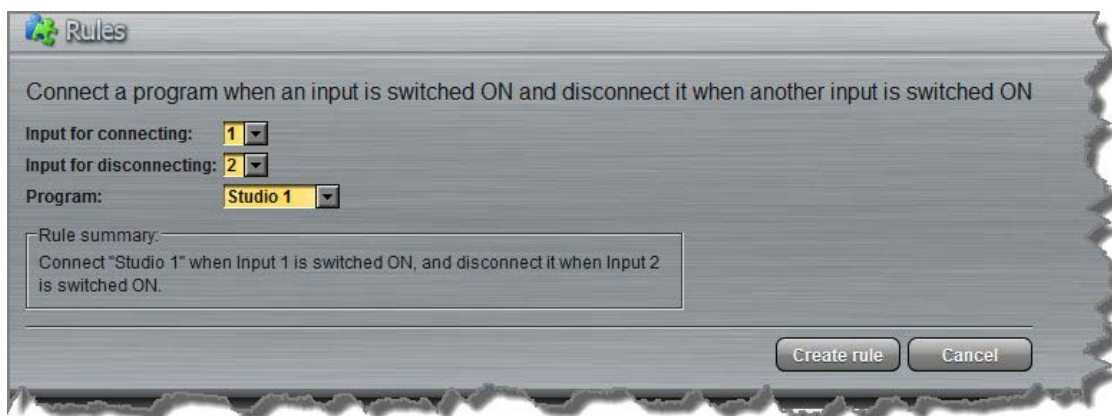 Rules
Connect a program when an input is switched ON and disconnect it when another input is switched ON
Input for connecting: 1
Input for disconnecting: 2
Program: Studio 1
Rule summary:
Connect "Studio 1" when Input 1 is switched ON, and disconnect it when Input 2
is switched ON.
Create rule Cancel